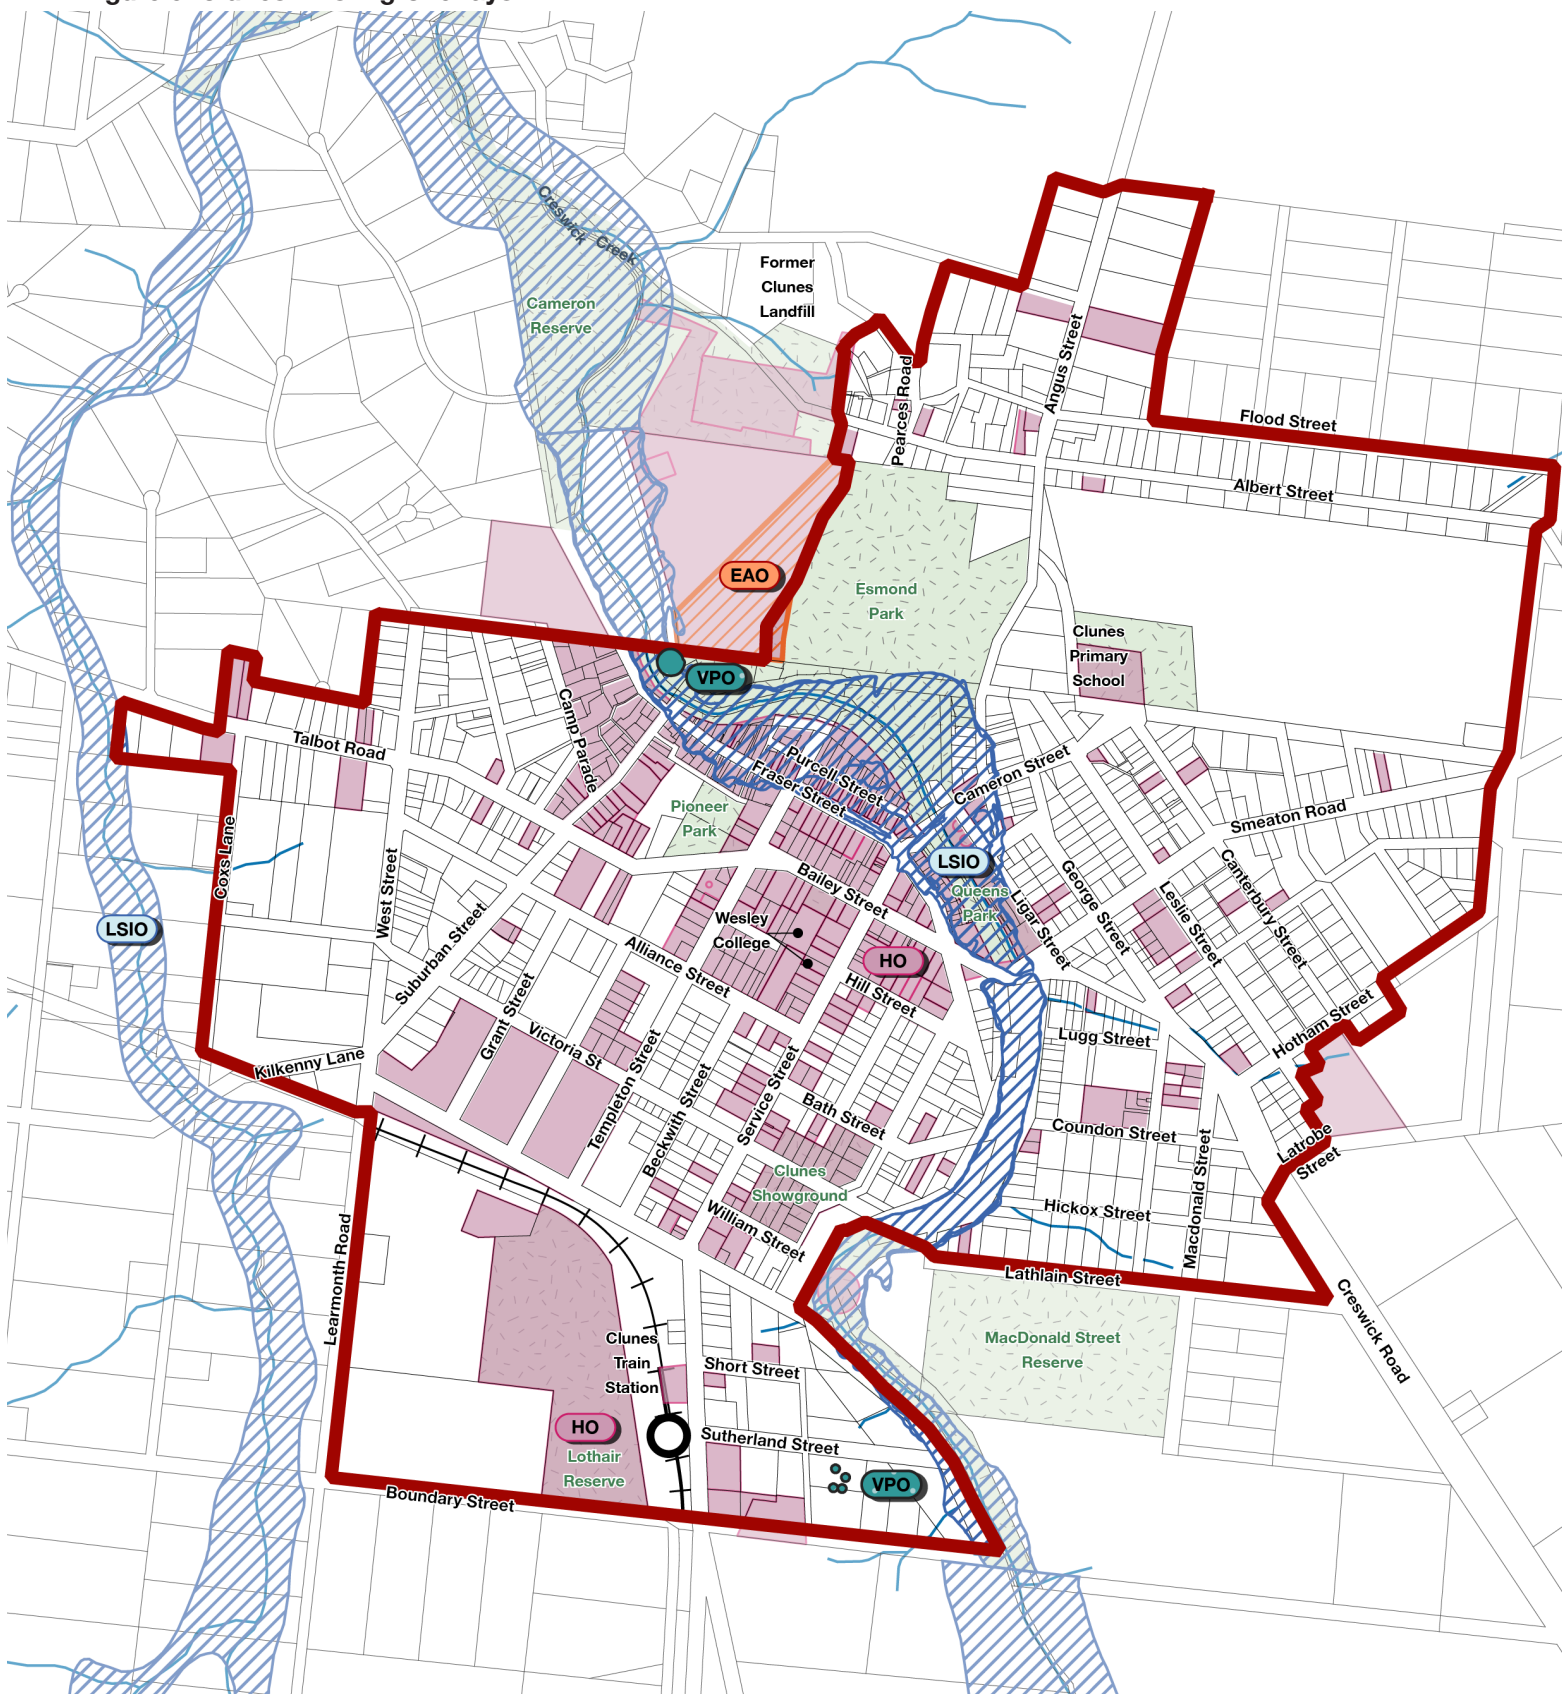 Creswick Creek
Former
Clunes
Landfill
Cameron
Reserve
Angus Street
Pearces Road
Flood Street
Albert Street
EAO
Esmond
Park
Clunes
Primary
School
VPO
Camp Parade
Talbot Road
Purcell Street
Fraser Street
Cameron Street
Pioneer
Park
Smeaton Road
Coxs Lane
West Street
LSIO
Bailey Street
Queens
Park
Ligar Street
George Street
Leslie Street
Canterbury Street
Wesley
College
LSIO
Suburban Street
Alliance Street
HO
Hill Street
Grant Street
Victoria St
Lugg Street
Hotham Street
Kilkenny Lane
Templeton Street
Beckwith Street
Service Street
Bath Street
Coundon Street
Latrobe
Street
Clunes
Showground
Macdonald Street
Hickox Street
William Street
Learmonth Road
Lathlain Street
Creswick Road
Clunes
Train
Station
MacDonald Street
Reserve
Short Street
HO
Lothair
Reserve
Sutherland Street
VPO
Boundary Street